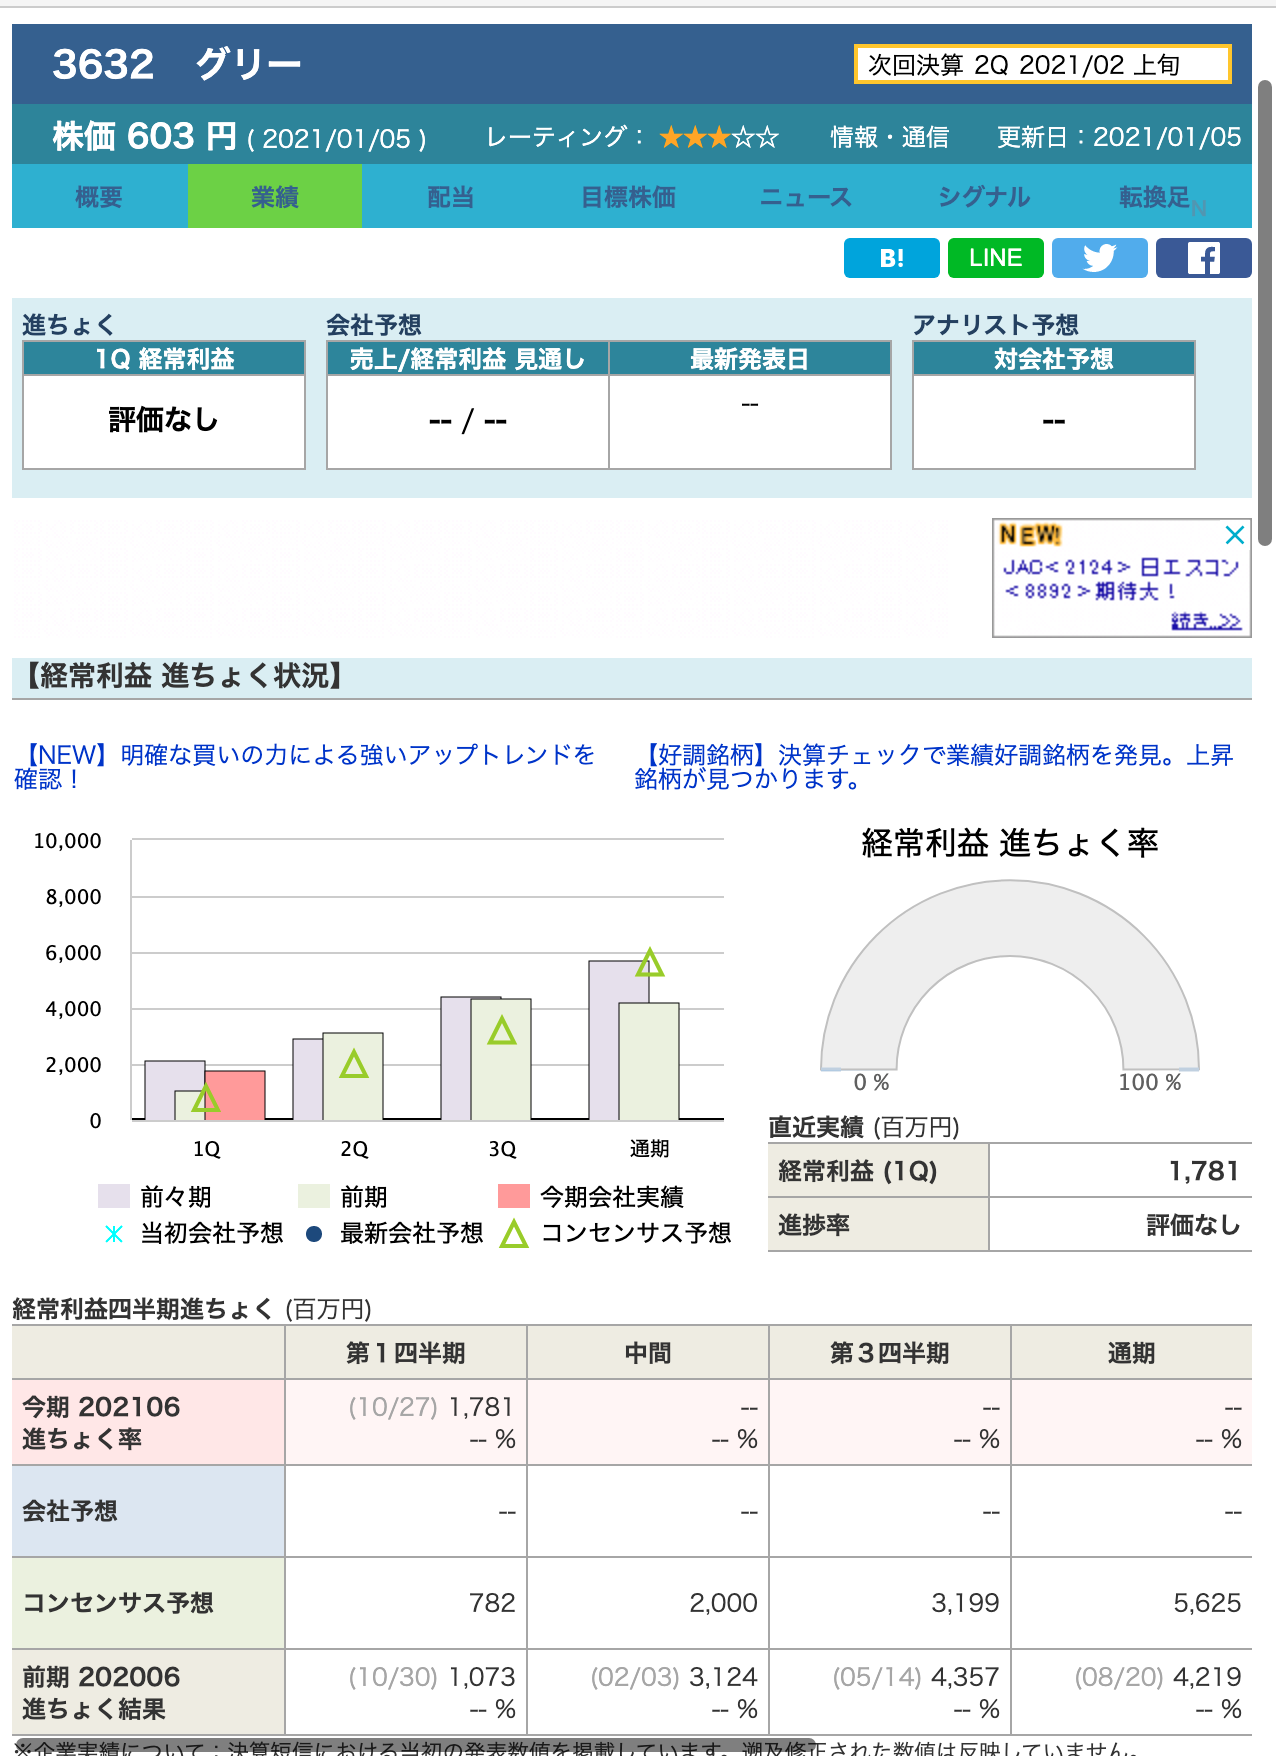 3632 グリー
次回決算 2Q 2021/02 上旬
株価 603 円 ( 2021/01/05 ) レーティング： ★★★☆☆ 情報・通信 更新日：2021/01/05
概要 業績 配当 目標株価 ニュース シグナル 転換足
N
B! LINE
進ちょく 会社予想 アナリスト予想
1Q 経常利益 売上/経常利益 見通し 最新発表日 対会社予想
評価なし -- / -- -- --
NEW!
JAC<2124> 日エスコン
<8892>期待大！
続き..>>
【経常利益 進ちょく状況】
【NEW】明確な買いの力による強いアップトレンドを
確認！
【好調銘柄】決算チェックで業績好調銘柄を発見。上昇
銘柄が見つかります。
10,000
8,000
6,000
4,000
2,000
0
1Q 2Q 3Q 通期
前々期 前期 今期会社実績
当初会社予想 最新会社予想 コンセンサス予想
経常利益 進ちょく率
0 % 100 %
直近実績 (百万円)
経常利益 (1Q) 1,781
進捗率 評価なし
経常利益四半期進ちょく (百万円)
第１四半期 中間 第３四半期 通期
今期 202106 (10/27) 1,781 -- -- --
進ちょく率 -- % -- % -- % -- %
会社予想 -- -- -- --
コンセンサス予想 782 2,000 3,199 5,625
前期 202006 (10/30) 1,073 (02/03) 3,124 (05/14) 4,357 (08/20) 4,219
進ちょく結果 -- % -- % -- % -- %
※企業実績について：決算短信における当初の発表数値を掲載しています。遡及修正された数値は反映していません。